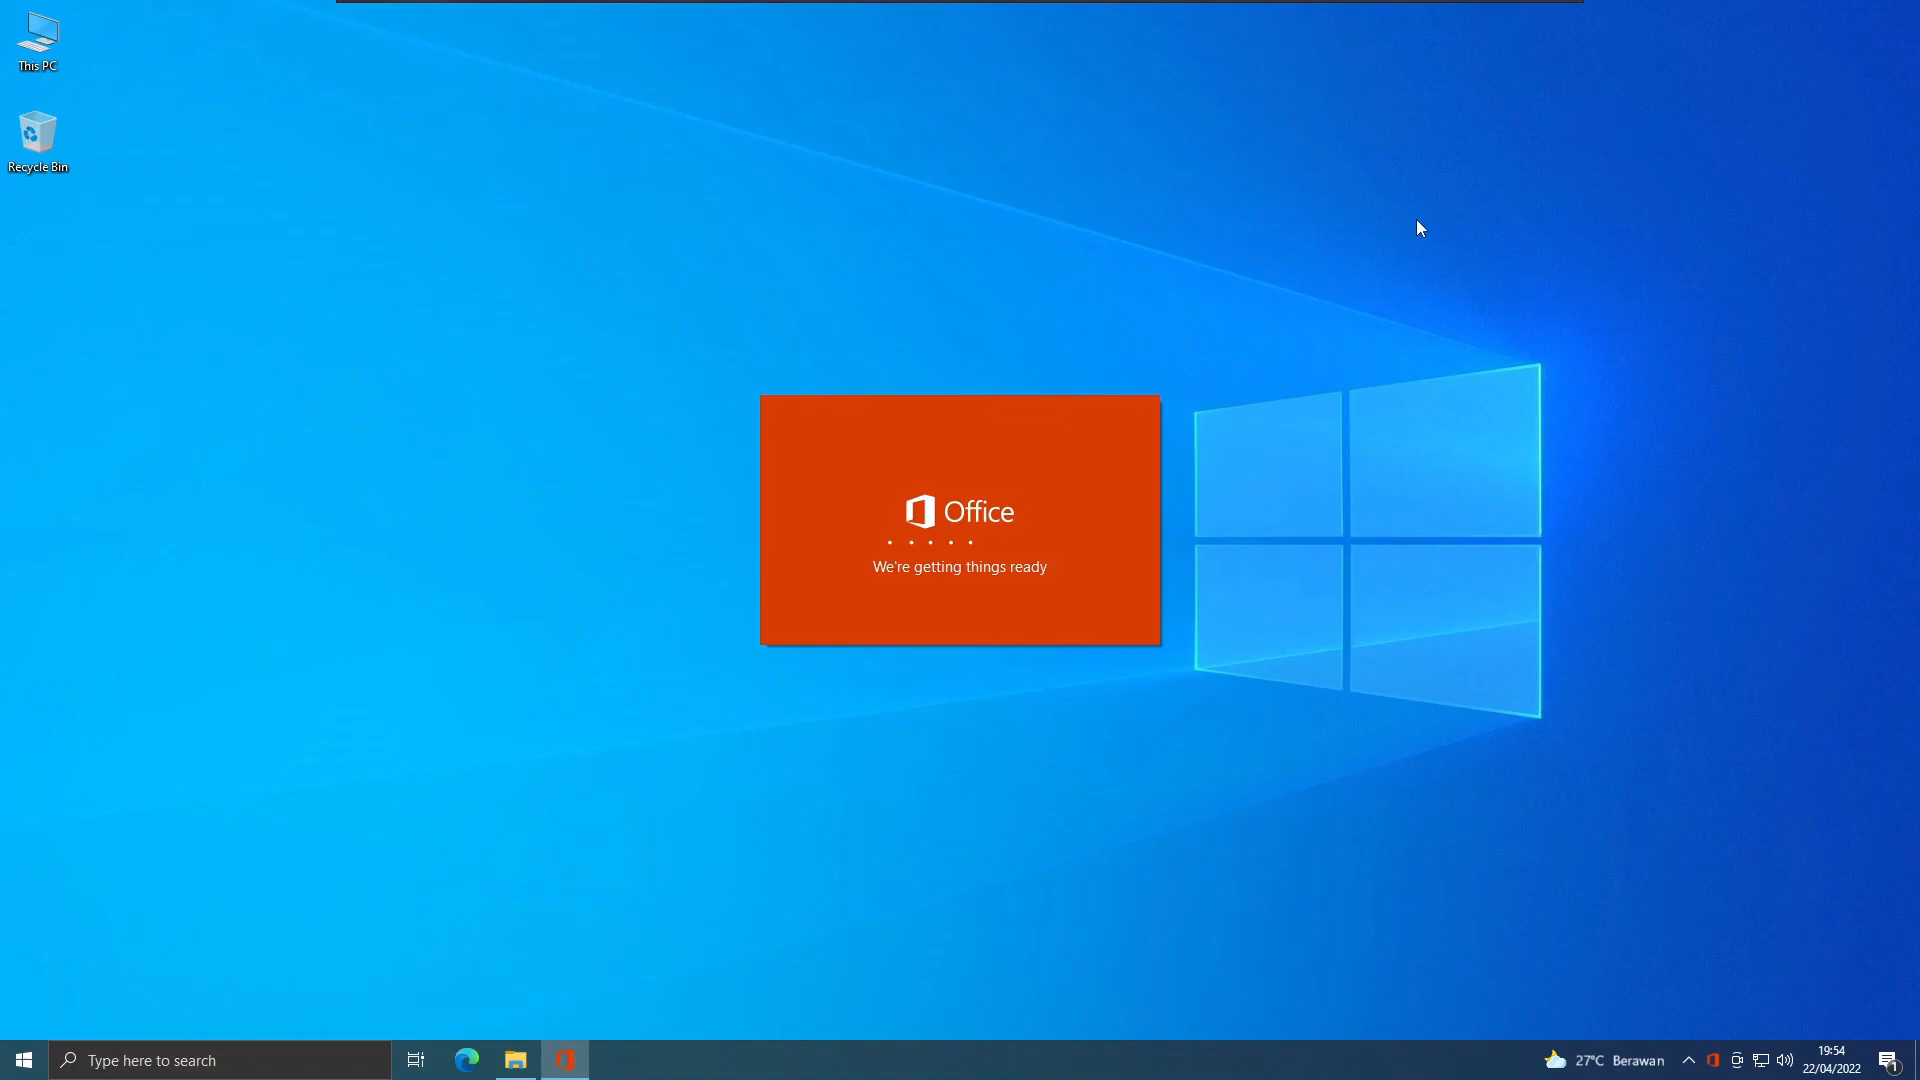 This PC
Recycle Bin
Office
We're getting things ready
Type here to search
27°C Berawan
19:54
22/04/2022
1